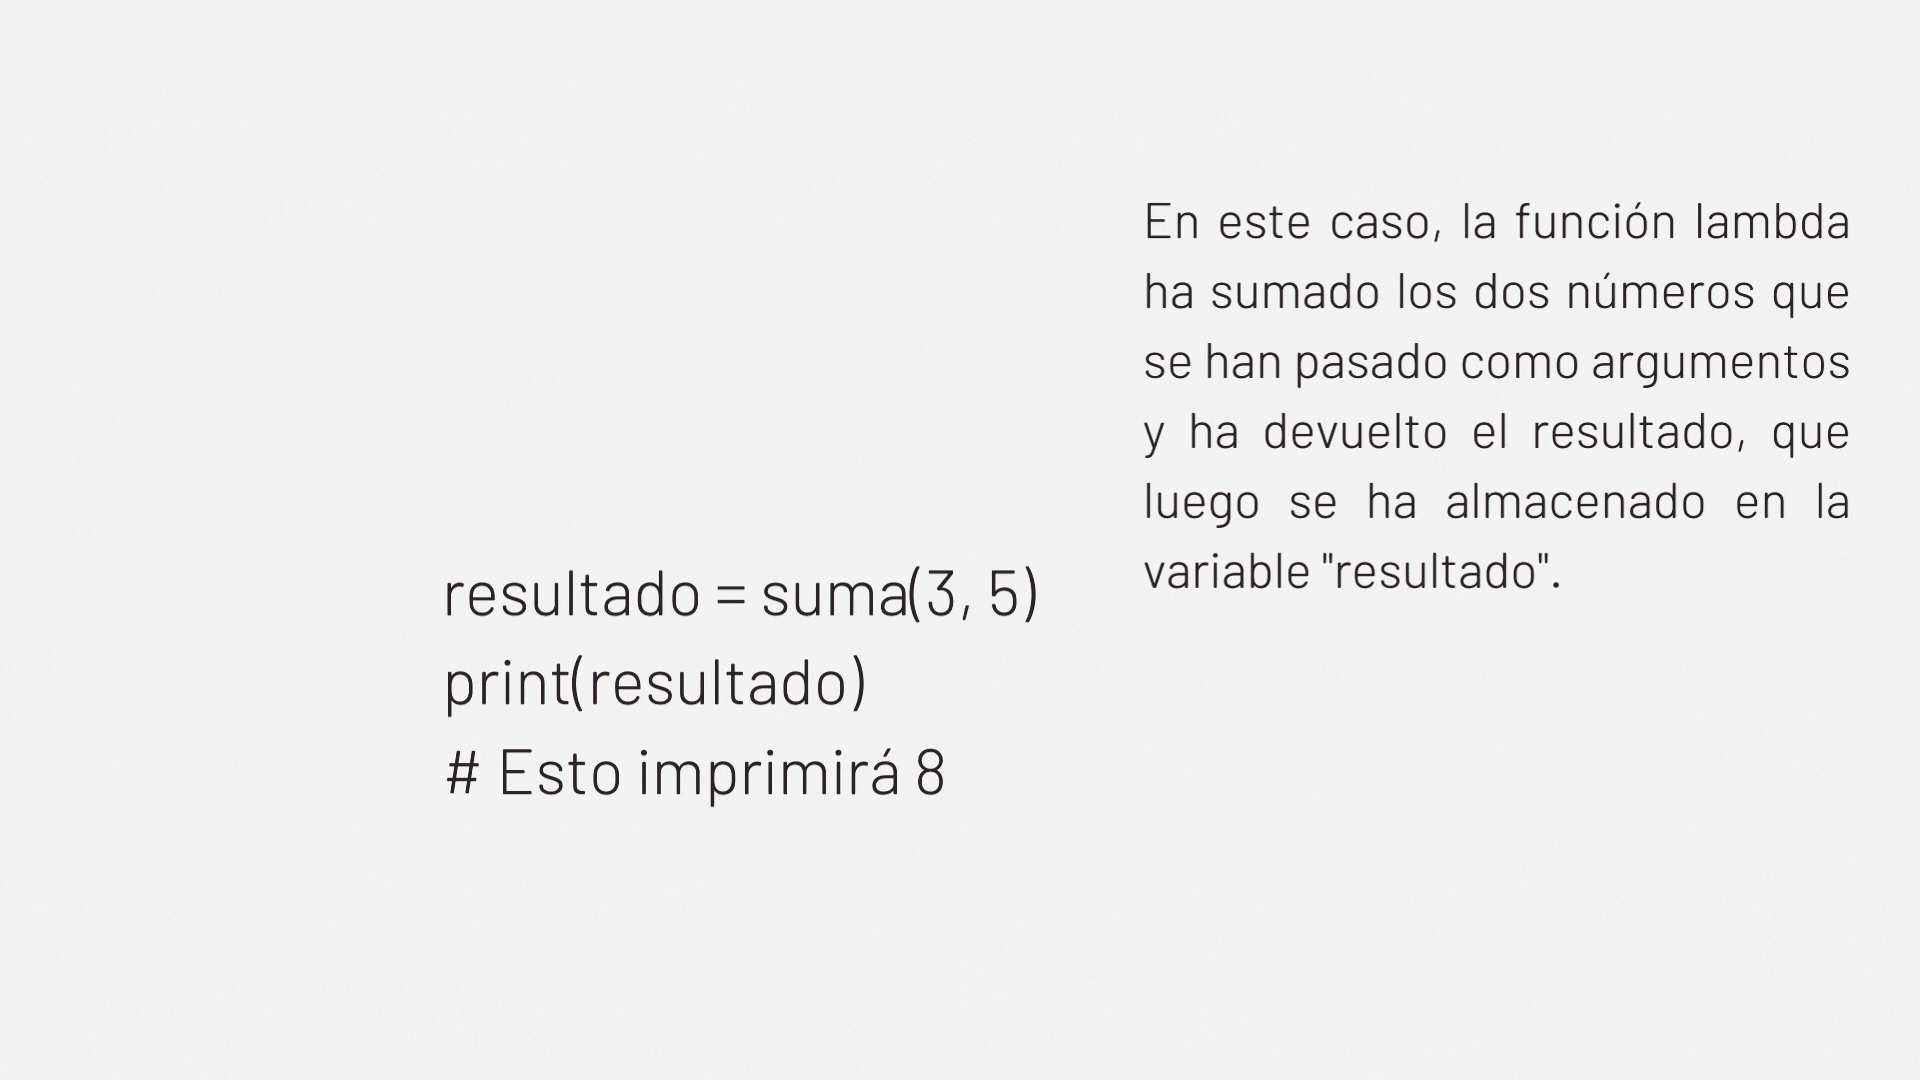 resultado = suma(3, 5)
print(resultado)
# Esto imprimirá 8
En este caso, la función lambda
ha sumado los dos números que
se han pasado como argumentos
y ha devuelto el resultado, que
luego se ha almacenado en la
variable "resultado".